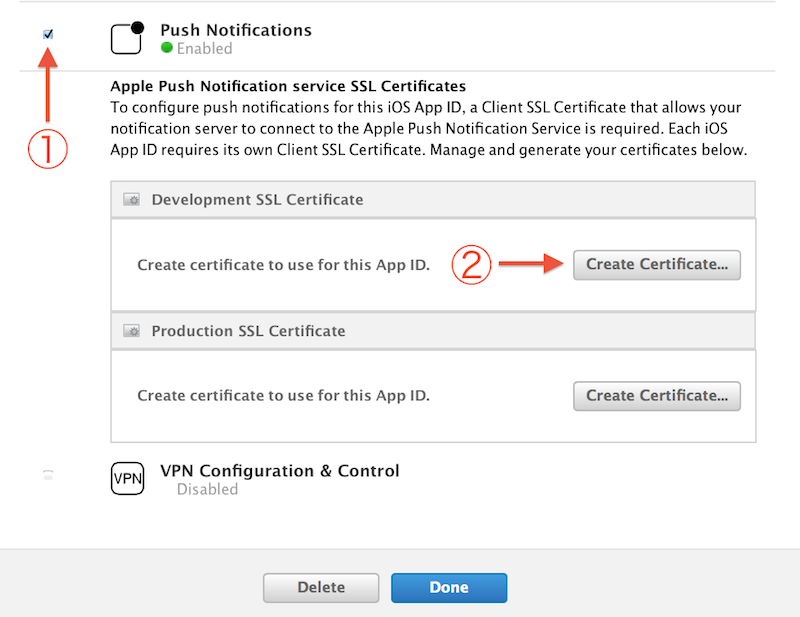 Push Notifications
Enabled
①
Apple Push Notification service SSL Certificates
To configure push notifications for this iOS App ID, a Client SSL Certificate that allows your
notification server to connect to the Apple Push Notification Service is required. Each iOS
App ID requires its own Client SSL Certificate. Manage and generate your certificates below.
Development SSL Certificate
Create certificate to use for this App ID. ② Create Certificate...
Production SSL Certificate
Create certificate to use for this App ID. Create Certificate...
VPN VPN Configuration & Control
Disabled
Delete Done